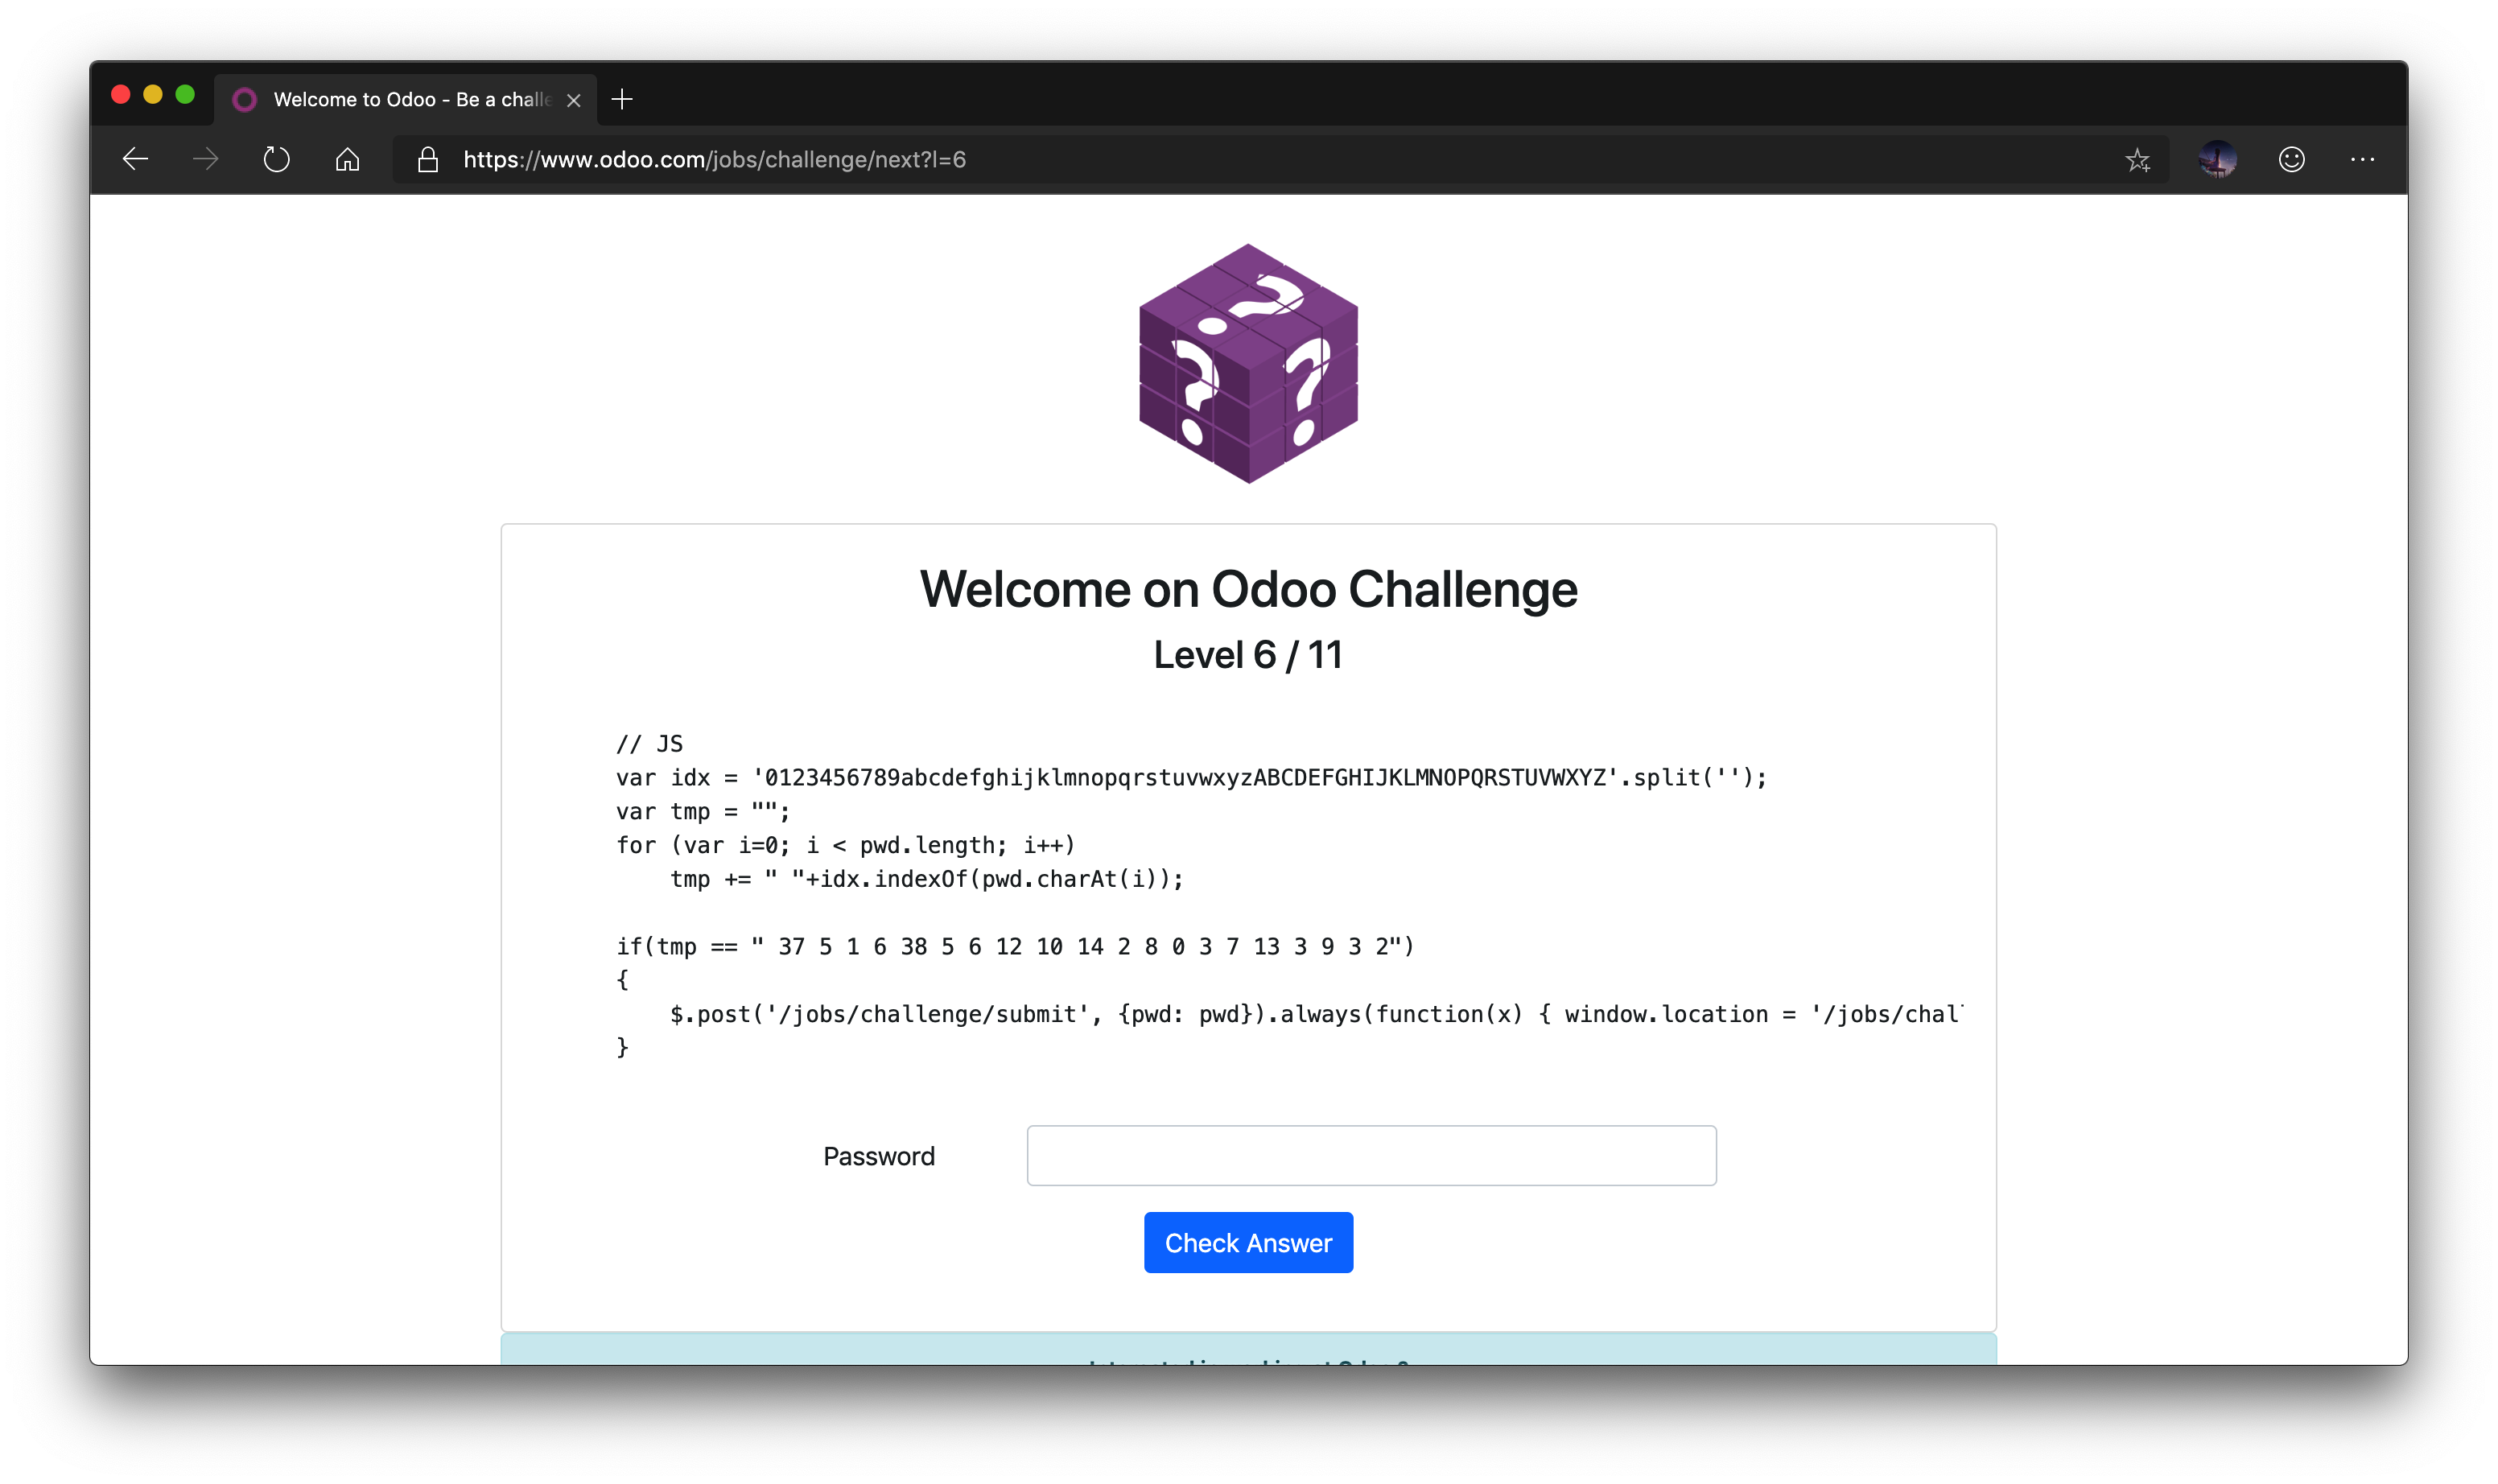 Welcome to Odoo - Be a challe
https://www.odoo.com/jobs/challenge/next?l=6
Welcome on Odoo Challenge
Level 6 / 11
// JS
var idx = '0123456789abcdefghijklmnopqrstuvwxyzABCDEFGHIJKLMNOPQRSTUVWXYZ'.split('');
var tmp = "";
for (var i=0; i < pwd.length; i++)
    tmp += " "+idx.indexOf(pwd.charAt(i));
if(tmp == " 37 5 1 6 38 5 6 12 10 14 2 8 0 3 7 13 3 9 3 2")
{
    $.post('/jobs/challenge/submit', {pwd: pwd}).always(function(x) { window.location = '/jobs/chal
}
Password
Check Answer